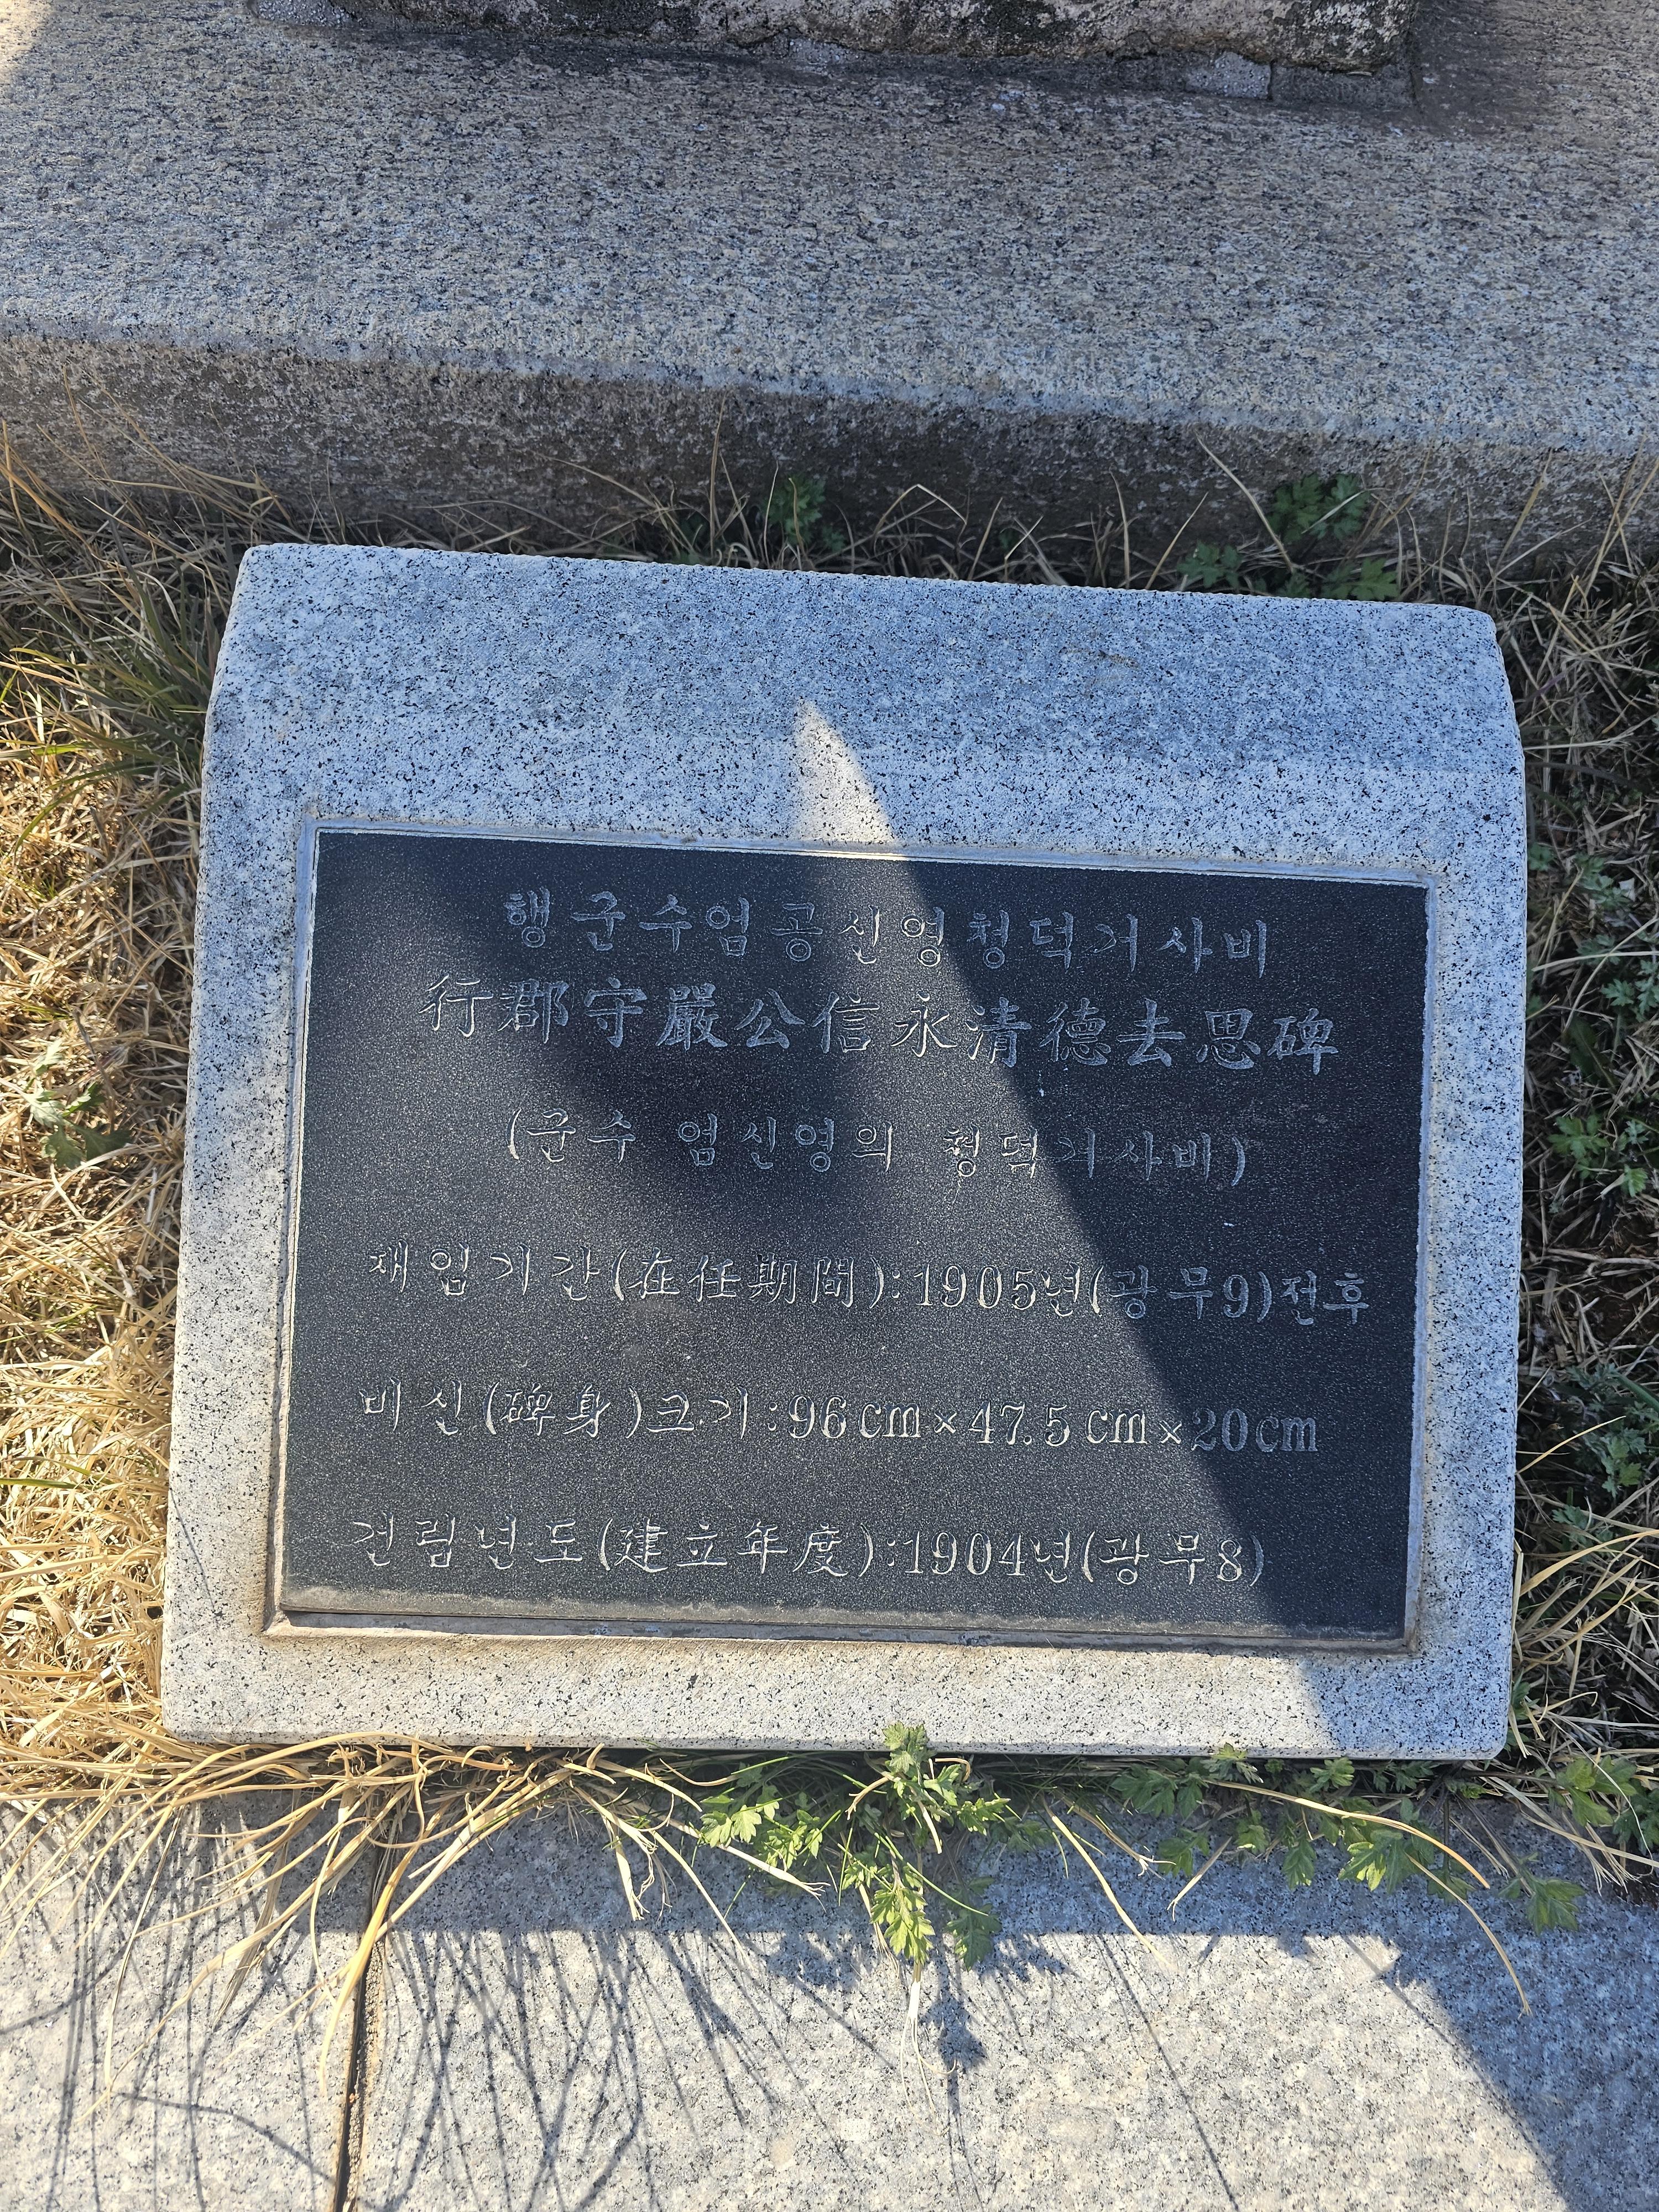 행군수엄공신영청덕거사비
行郡守嚴公信永清德去思碑
(군수 염신영의 청덕거사비)
재임기간(在任期間):1905년(광무9)전후
비신(碑身)크기:96cm×47.5cm×20cm
건립년도(建立年度):1904년(광무8)